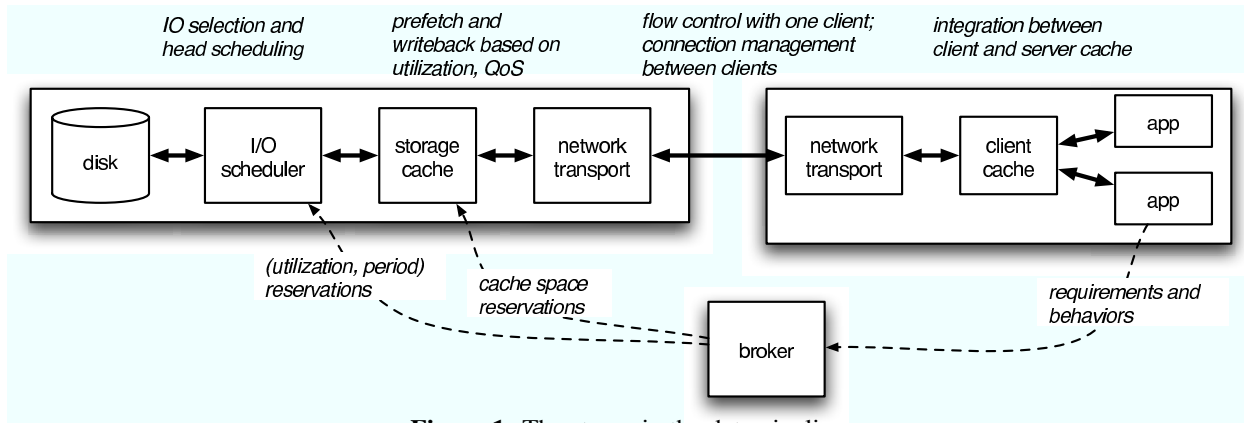 IO selection and
head scheduling
prefetch and
writeback based on
utilization, QoS
flow control with one client;
connection management
between clients
integration between
client and server cache
disk
I/O
scheduler
storage
cache
network
transport
network
transport
client
cache
app
app
(utilization, period)
reservations
cache space
reservations
requirements and
behaviors
broker